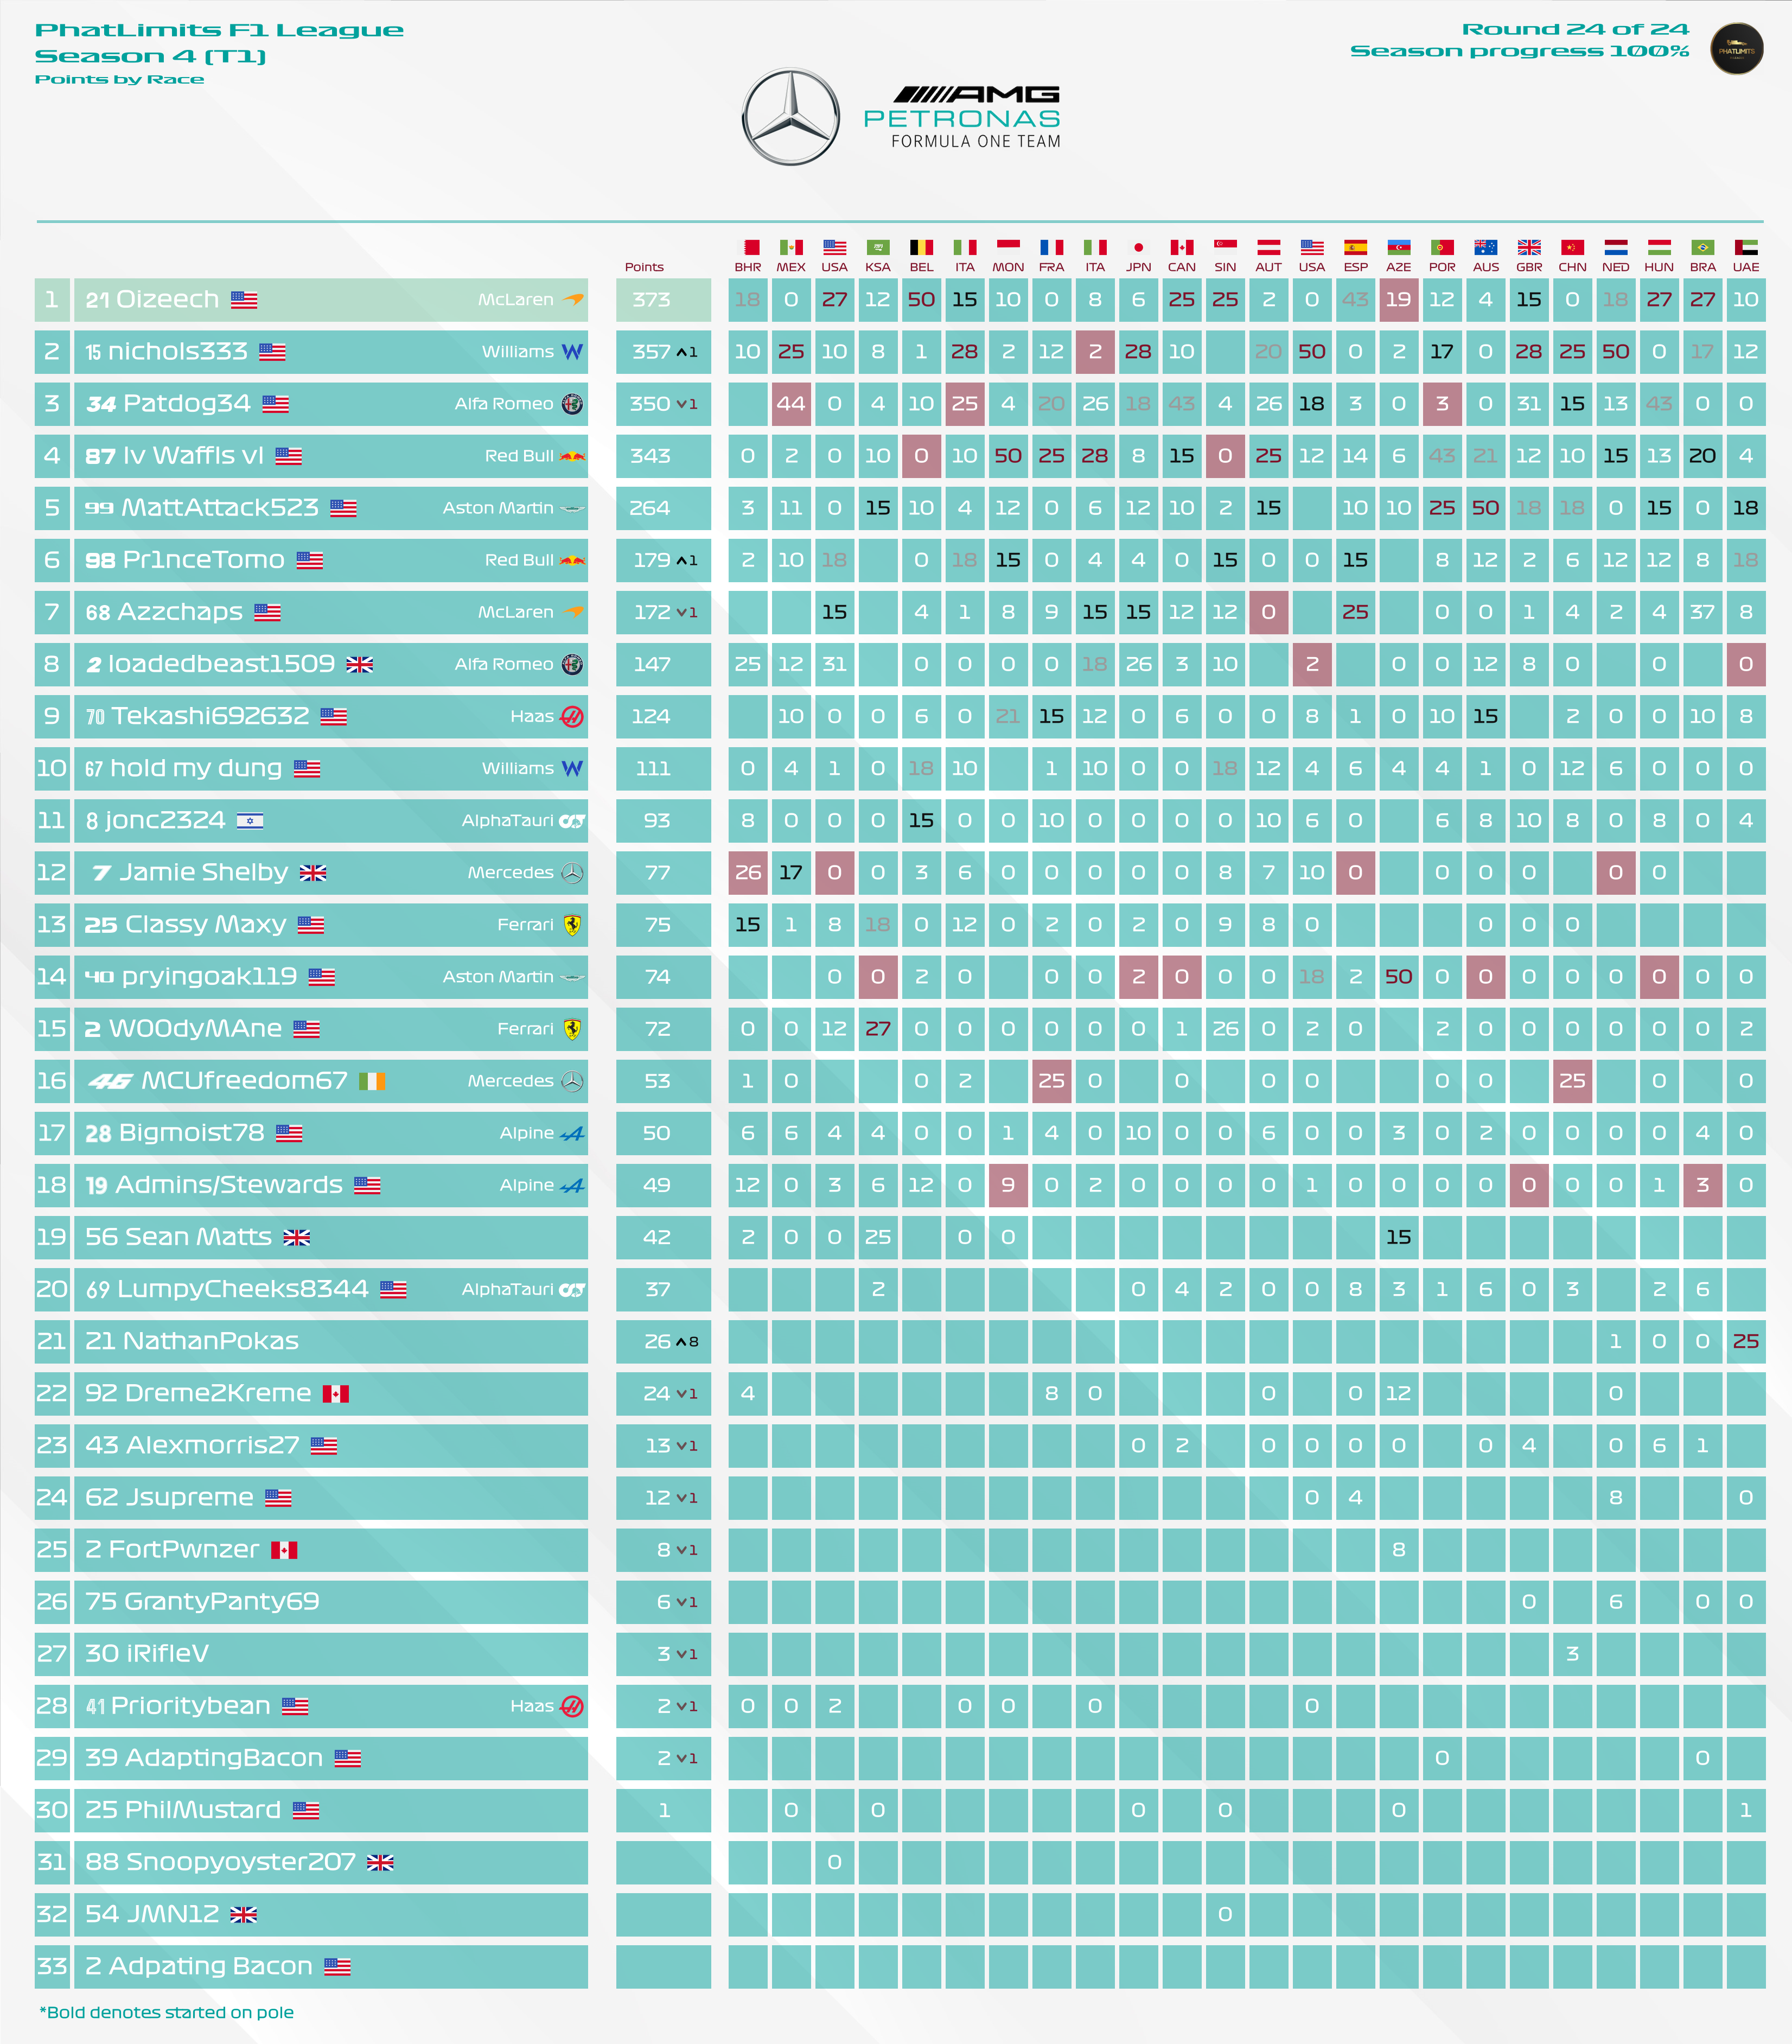 PhatLimits F1 League
Season 4 (T1)
Points by Race
Round 24 of 24
Season progress 100%
PHATLIMITS
AMG
PETRONAS
FORMULA ONE TEAM
Points BHR MEX USA KSA BEL ITA MON FRA ITA JPN CAN SIN AUT USA ESP AZE POR AUS GBR CHN NED HUN BRA UAE
1 21 Oizeech McLaren 373 18 0 27 12 50 15 10 0 8 6 25 25 2 0 43 19 12 4 15 0 18 27 27 10
2 15 nichols333 Williams 357 1 10 25 10 8 1 28 2 12 2 28 10 20 50 0 2 17 0 28 25 50 0 17 12
3 34 Patdog34 Alfa Romeo 350 1 44 0 4 10 25 4 20 26 18 43 4 26 18 3 0 3 0 31 15 13 43 0 0
4 87 lv Waffls vl Red Bull 343 0 2 0 10 0 10 50 25 28 8 15 0 25 12 14 6 43 21 12 10 15 13 20 4
5 99 MattAttack523 Aston Martin 264 3 11 0 15 10 4 12 0 6 12 10 2 15 10 10 25 50 18 18 0 15 0 18
6 98 Pr1nceTomo Red Bull 179 1 2 10 18 0 18 15 0 4 4 0 15 0 0 15 8 12 2 6 12 12 8 18
7 68 Azzchaps McLaren 172 1 15 4 1 8 9 15 15 12 12 0 25 0 0 1 4 2 4 37 8
8 2 loadedbeast1509 Alfa Romeo 147 25 12 31 0 0 0 0 18 26 3 10 2 0 0 12 8 0 0 0
9 70 Tekashi692632 Haas 124 10 0 0 6 0 21 15 12 0 6 0 0 8 1 0 10 15 2 0 0 10 8
10 67 hold my dung Williams 111 0 4 1 0 18 10 1 10 0 0 18 12 4 6 4 4 1 0 12 6 0 0 0
11 8 jonc2324 AlphaTauri 93 8 0 0 0 15 0 0 10 0 0 0 0 10 6 0 6 8 10 8 0 8 0 4
12 7 Jamie Shelby Mercedes 77 26 17 0 0 3 6 0 0 0 0 0 8 7 10 0 0 0 0 0 0
13 25 Classy Maxy Ferrari 75 15 1 8 18 0 12 0 2 0 2 0 9 8 0 0 0 0
14 40 pryingoak119 Aston Martin 74 0 0 2 0 0 0 2 0 0 0 18 2 50 0 0 0 0 0 0 0 0
15 2 W00dyMAne Ferrari 72 0 0 12 27 0 0 0 0 0 0 1 26 0 2 0 2 0 0 0 0 0 0 2
16 46 MCUfreedom67 Mercedes 53 1 0 0 2 25 0 0 0 0 0 0 25 0 0
17 28 Bigmoist78 Alpine 50 6 6 4 4 0 0 1 4 0 10 0 0 6 0 0 3 0 2 0 0 0 0 4 0
18 19 Admins/Stewards Alpine 49 12 0 3 6 12 0 9 0 2 0 0 0 0 1 0 0 0 0 0 0 0 1 3 0
19 56 Sean Matts 42 2 0 0 25 0 0 15
20 69 LumpyCheeks8344 AlphaTauri 37 2 0 4 2 0 0 8 3 1 6 0 3 2 6
21 21 NathanPokas 26 8 1 0 0 25
22 92 Dreme2Kreme 24 1 4 8 0 0 0 12 0
23 43 Alexmorris27 13 1 0 2 0 0 0 0 0 4 0 6 1
24 62 Jsupreme 12 1 0 4 8 0
25 2 FortPwnzer 8 1 8
26 75 GrantyPanty69 6 1 0 6 0 0
27 30 iRifleV 3 1 3
28 41 Prioritybean Haas 2 1 0 0 2 0 0 0 0
29 39 AdaptingBacon 2 1 0 0
30 25 PhilMustard 1 0 0 0 0 0 1
31 88 Snoopyoyster207 0
32 54 JMN12 0
33 2 Adpating Bacon
*Bold denotes started on pole